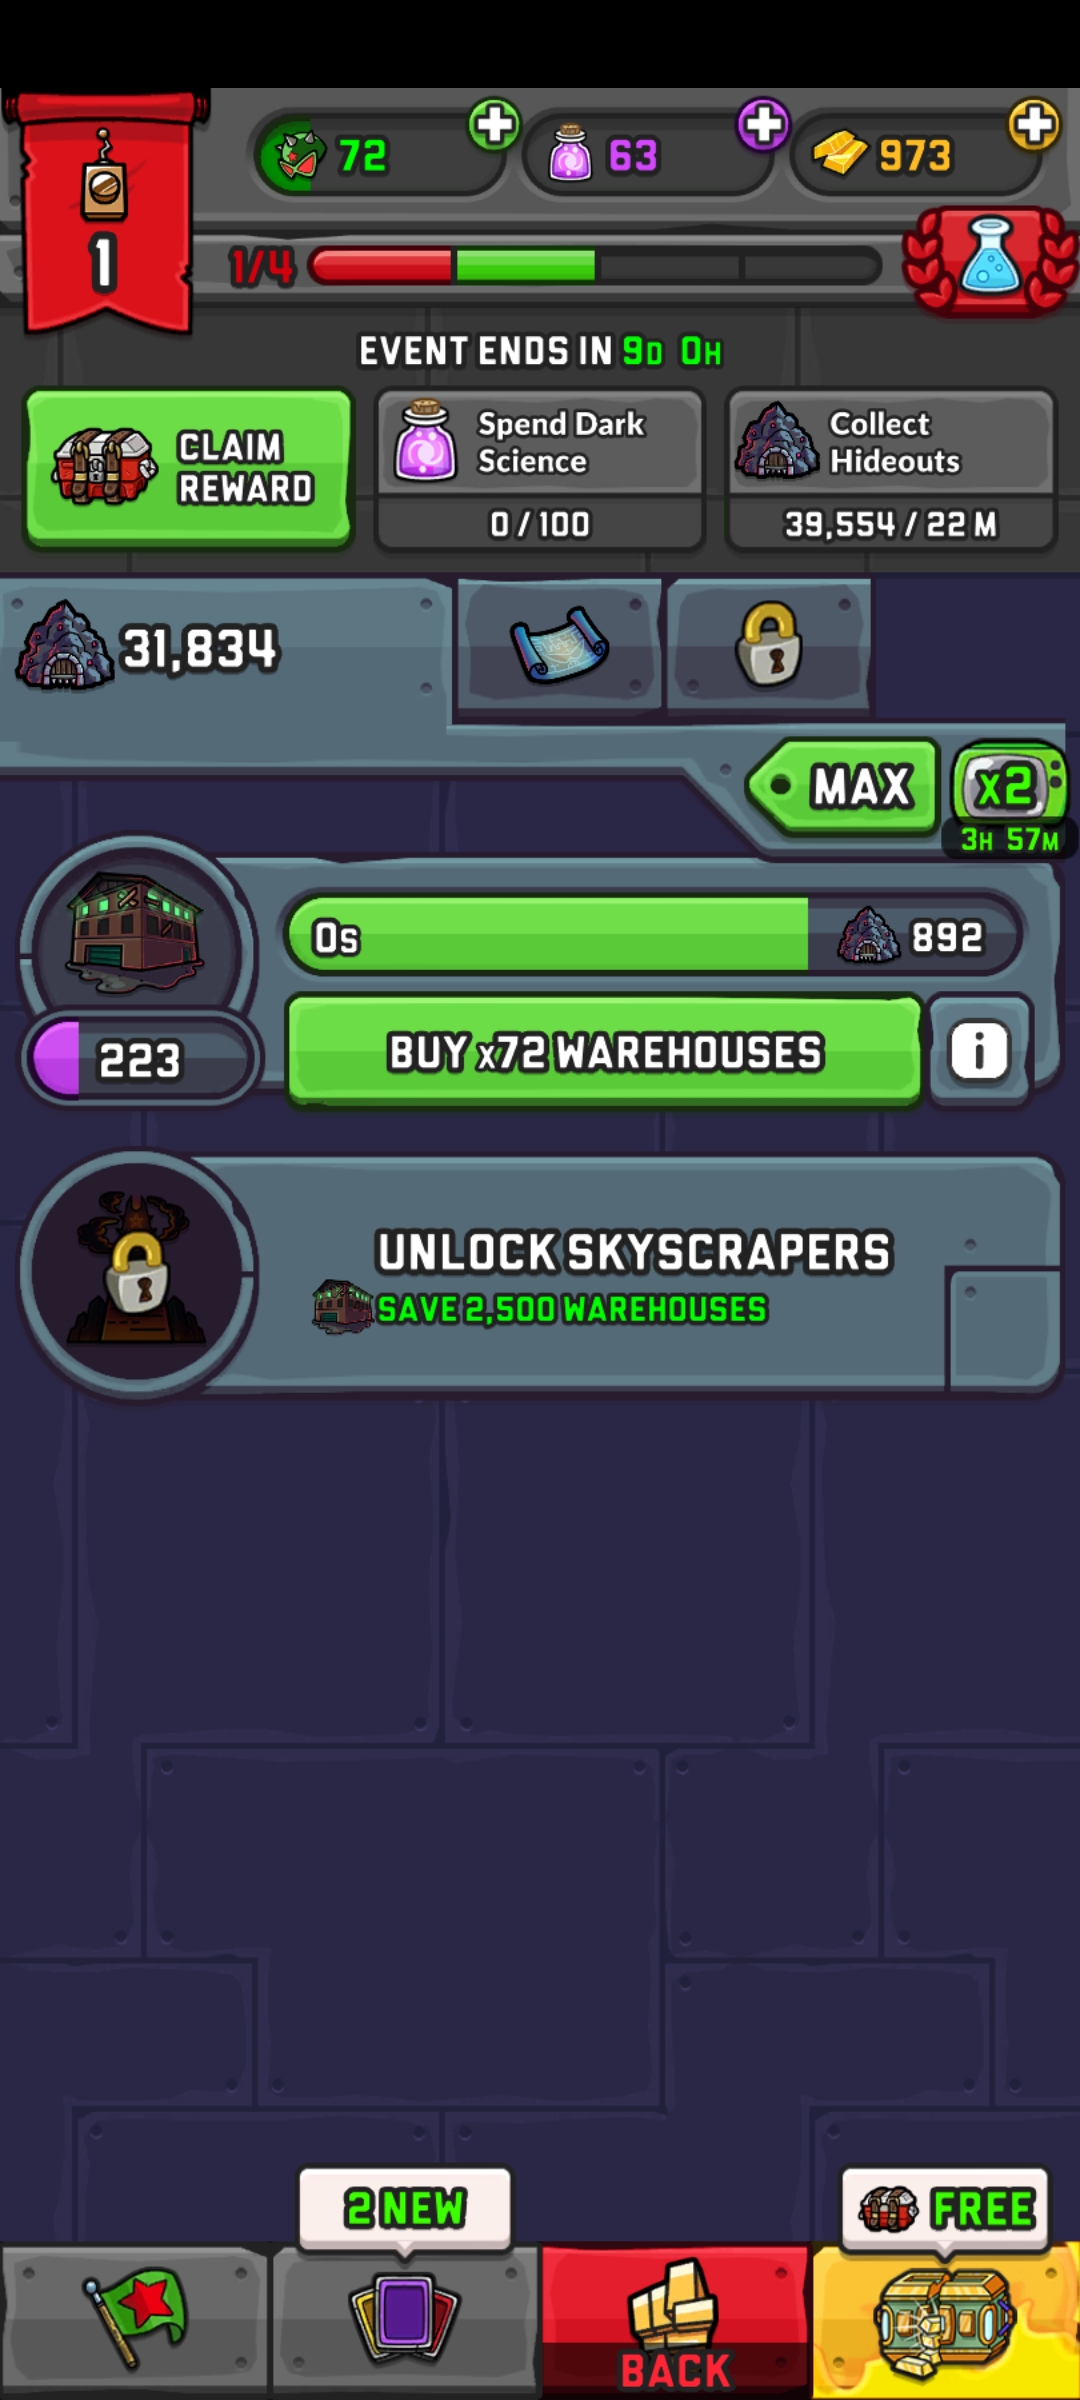 72
63
973
1
1/4
EVENT ENDS IN 9D 0H
CLAIM
REWARD
Spend Dark
Science
0 / 100
Collect
Hideouts
39,554 / 22 M
31,834
MAX
x2
3H 57M
0s
892
223
BUY x72 WAREHOUSES
i
UNLOCK SKYSCRAPERS
SAVE 2,500 WAREHOUSES
2 NEW
FREE
BACK